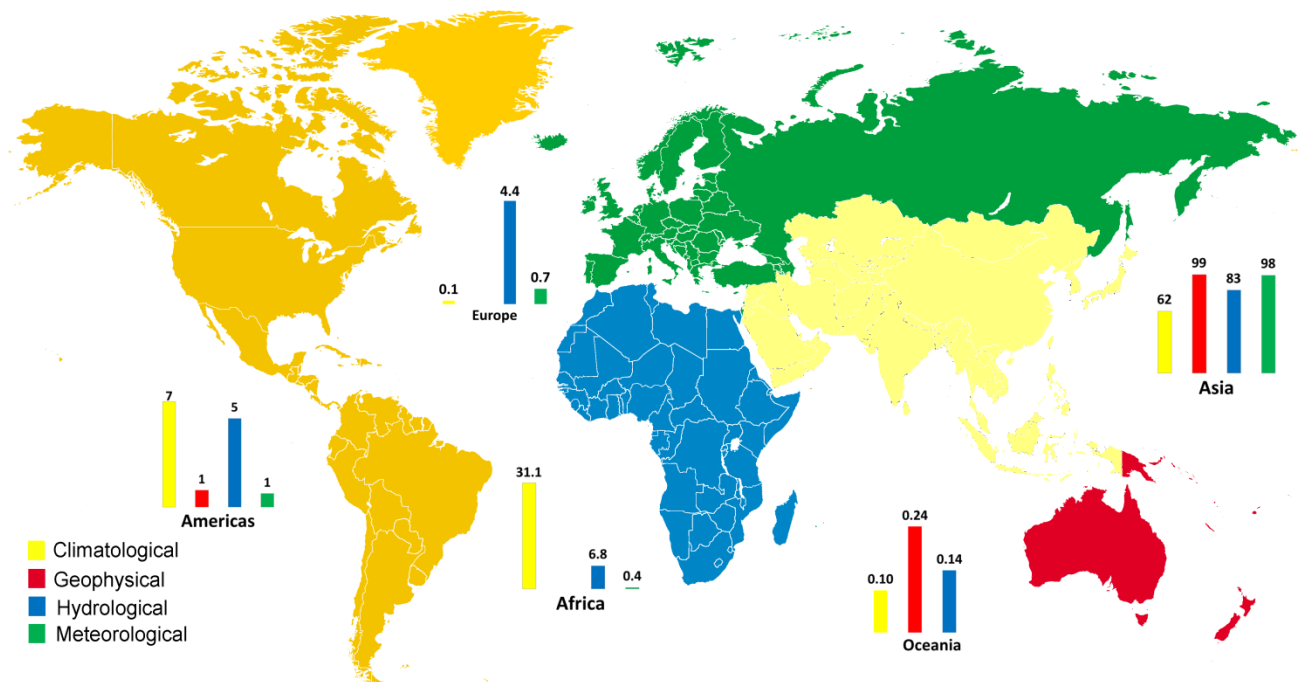 4.4
0.1
0.7
Europe
99
98
83
62
Asia
7
5
1
1
Americas
31.1
6.8
0.4
Africa
0.24
0.14
0.10
Oceania
Climatological
Geophysical
Hydrological
Meteorological